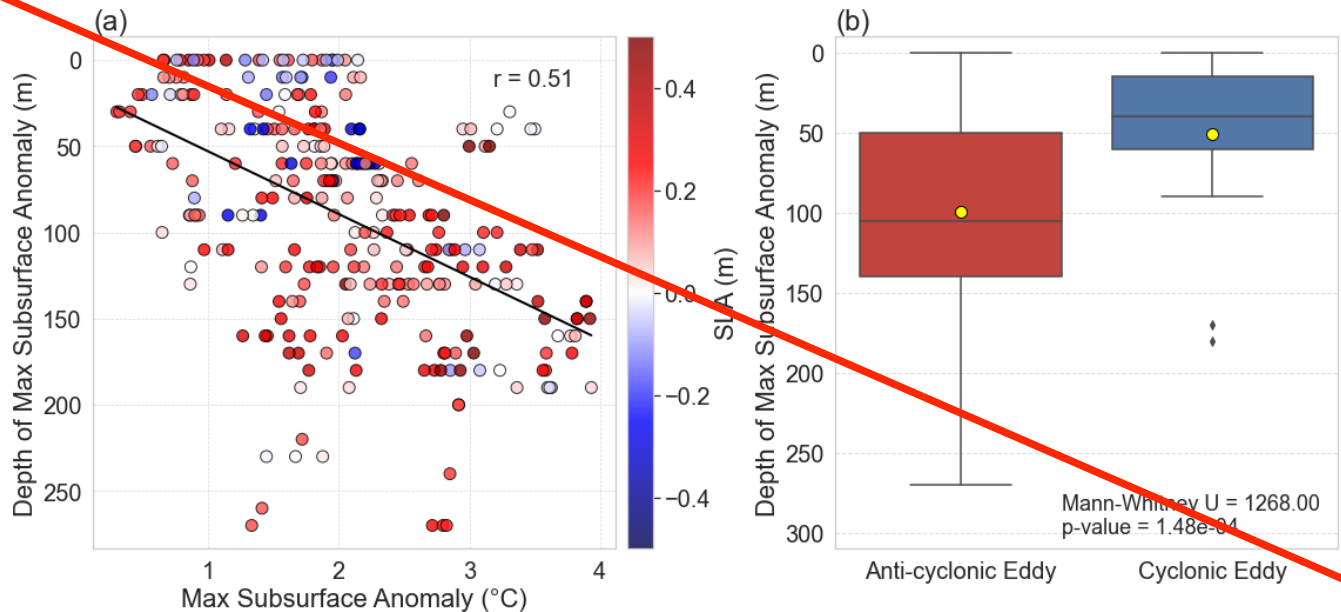 (a)
r = 0.51
0
50
100
150
200
250
Depth of Max Subsurface Anomaly (m)
1
2
3
4
Max Subsurface Anomaly (°C)
0.4
0.2
0.0
−0.2
−0.4
SLA (m)
(b)
0
50
100
150
200
250
300
Depth of Max Subsurface Anomaly (m)
Mann-Whitney U = 1268.00
p-value = 1.48e-04
Anti-cyclonic Eddy
Cyclonic Eddy